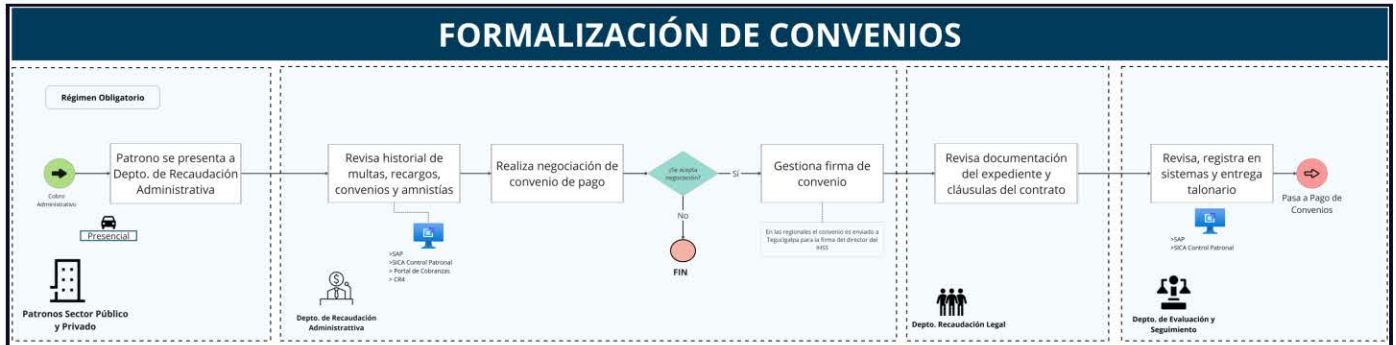 FORMALIZACIÓN DE CONVENIOS
Régimen Obligatorio
Cobro
Administrativo
Patrono se presenta a
Depto. de Recaudación
Administrativa
Presencial
Patronos Sector Público
y Privado
Revisa historial de
multas, recargos,
convenios y amnistías
>SAP
>SICA Control Patronal
> Portal de Cobranzas
> CR4
Depto. de Recaudación
Administrattiva
Realiza negociación de
convenio de pago
¿Se Acepta
negociación?
Sí
No
FIN
Gestiona firma de
convenio
En las regionales el convenio es enviado a
Tegucigalpa para la firma del director del
IHSS
Revisa documentación
del expediente y
cláusulas del contrato
Depto. Recaudación Legal
Revisa, registra en
sistemas y entrega
talonario
>SAP
>SICA Control Patronal
Depto. de Evaluación y
Seguimiento
Pasa a Pago de
Convenios